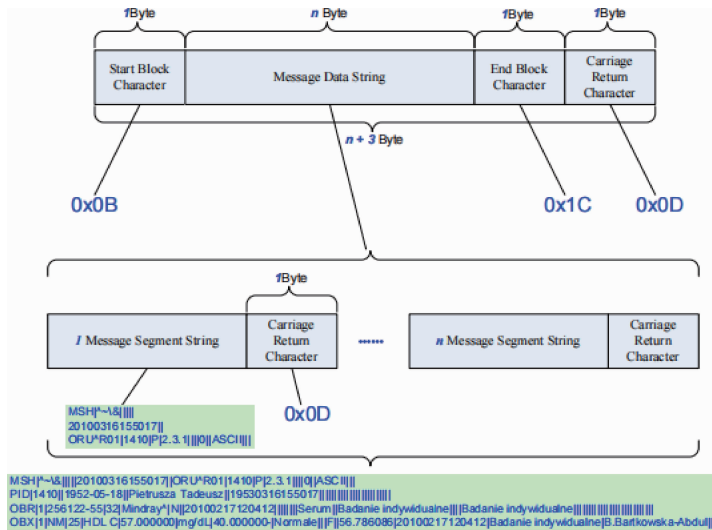 1Byte
n Byte
1Byte
1Byte
Start Block
Character
Message Data String
End Block
Character
Carriage
Return
Character
n + 3 Byte
0x0B
0x1C
0x0D
1Byte
1 Message Segment String
Carriage
Return
Character
······
n Message Segment String
Carriage
Return
Character
MSH|^~\&|||||
20100316155017||
ORU^R01|1410|P|2.3.1||||0||ASCII|||
0x0D
MSH|^~\&|||||20100316155017||ORU^R01|1410|P|2.3.1||||0||ASCII|||
PID|1410||1952-05-18||Pietrusza Tadeusz||19530316155017||||||||||||||||||||||
OBR|1|256122-55|32|Mindray^|N||20100217120412|||||||Serum||Badanie indywidualne||||Badanie indywidualne||||||||||||||||||||||||
OBX|1|NM|25|HDL C|57.000000|mg/dL|40.000000-|Normale|||F||56.786086|20100217120412|Badanie indywidualne|B.Bartkowska-Abdul||